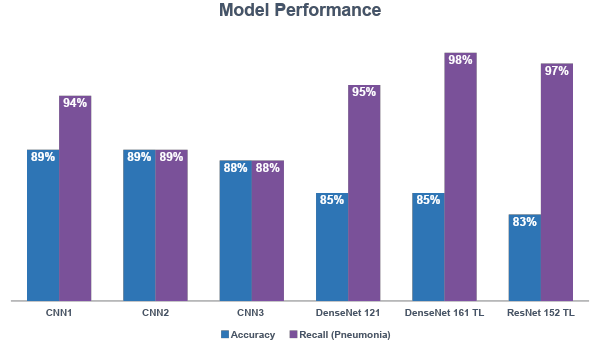 Model Performance
89% 94% 89% 89% 88% 88% 85% 95% 85% 98% 83% 97%
CNN1 CNN2 CNN3 DenseNet 121 DenseNet 161 TL ResNet 152 TL
Accuracy Recall (Pneumonia)